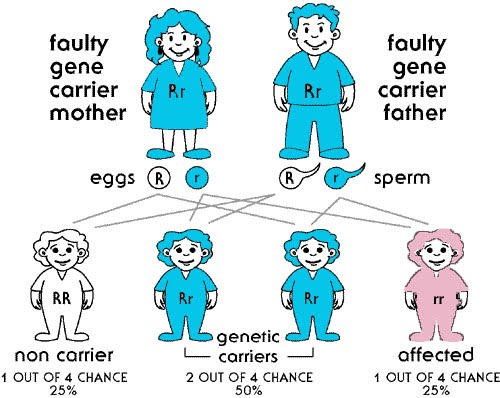 faulty
gene
carrier
mother
faulty
gene
carrier
father
Rr
Rr
eggs R r R r sperm
RR Rr Rr rr
non carrier
genetic
carriers
affected
1 OUT OF 4 CHANCE
25%
2 OUT OF 4 CHANCE
50%
1 OUT OF 4 CHANCE
25%